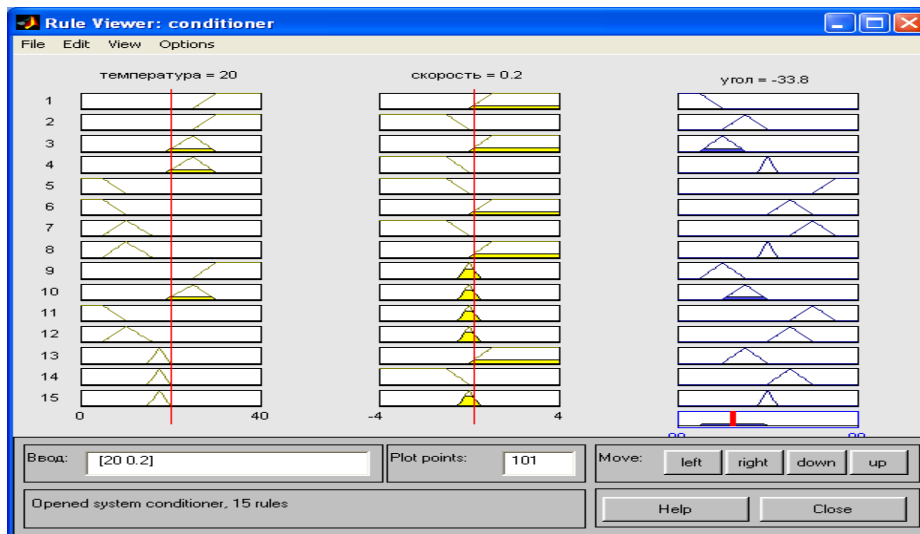 Rule Viewer: conditioner
File Edit View Options
температура = 20 скорость = 0.2 угол = -33.8
1
2
3
4
5
6
7
8
9
10
11
12
13
14
15
0 40 -4 4
Ввод: [20 0.2] Plot points: 101 Move: left right down up
Opened system conditioner, 15 rules
Help Close